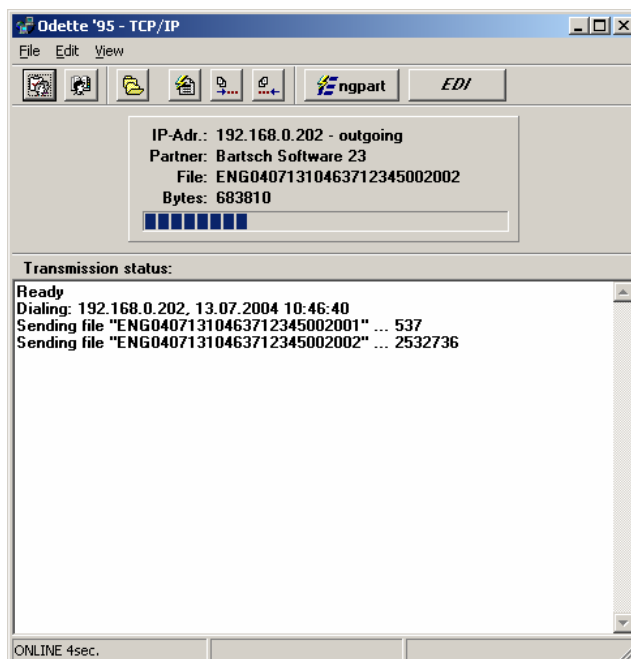 Odette '95 - TCP/IP
File Edit View
ngpart EDI
IP-Adr.: 192.168.0.202 - outgoing
Partner: Bartsch Software 23
File: ENG04071310463712345002002
Bytes: 683810
Transmission status:
Ready
Dialing: 192.168.0.202, 13.07.2004 10:46:40
Sending file "ENG04071310463712345002001" ... 537
Sending file "ENG04071310463712345002002" ... 2532736
ONLINE 4sec.